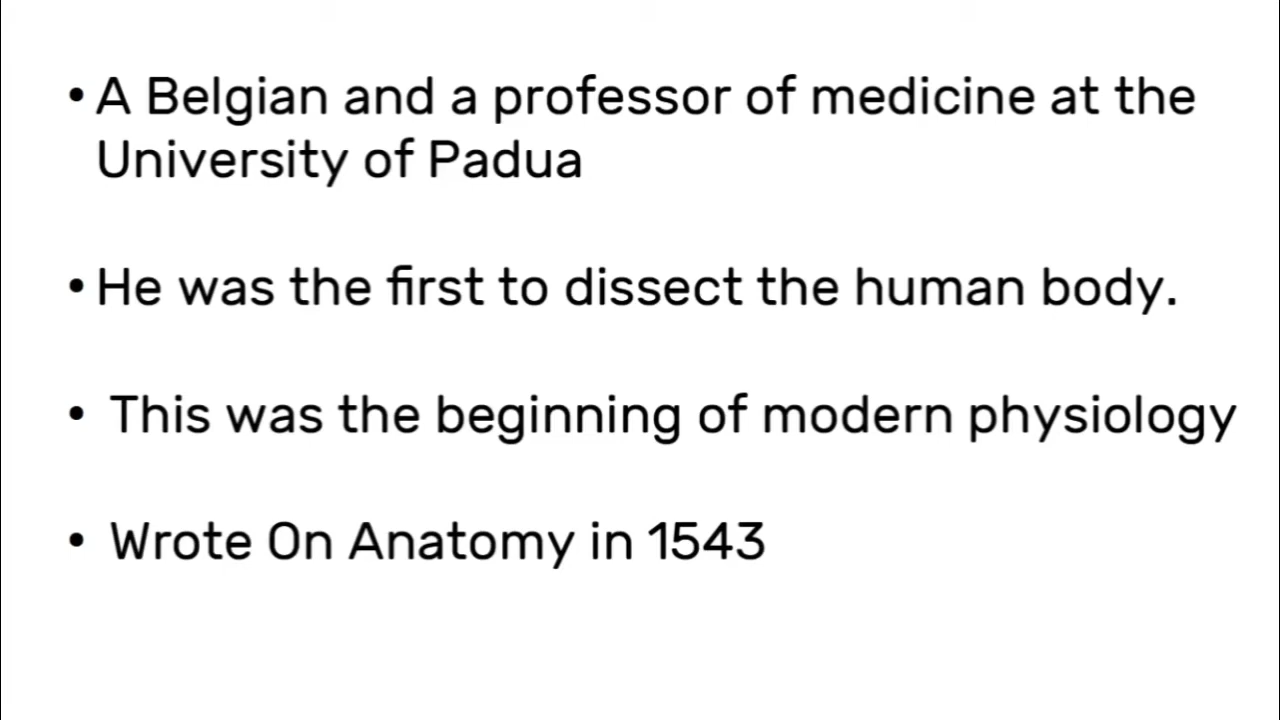 • A Belgian and a professor of medicine at the
University of Padua
• He was the first to dissect the human body.
• This was the beginning of modern physiology
• Wrote On Anatomy in 1543